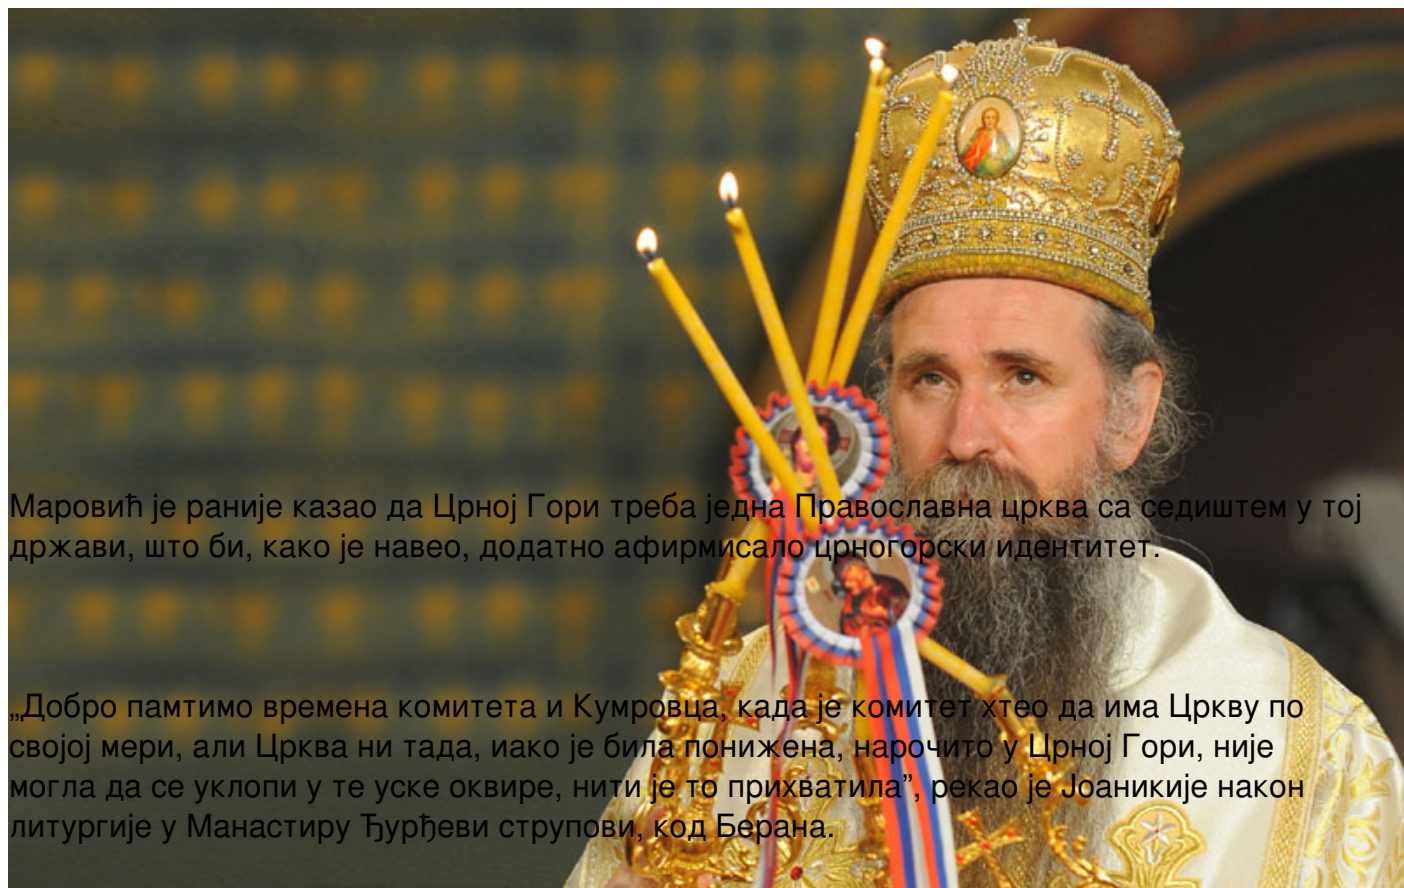 Маровић је раније казао да Црној Гори треба једна Православна црква са седиштем у тој
држави, што би, како је навео, додатно афирмисало црногорски идентитет.
„Добро памтимо времена комитета и Кумровца, када је комитет хтео да има Цркву по
својој мери, али Црква ни тада, иако је била понижена, нарочито у Црној Гори, није
могла да се уклопи у те уске оквире, нити је то прихватила”, рекао је Јоаникије након
литургије у Манастиру Ђурђеви струпови, код Берана.